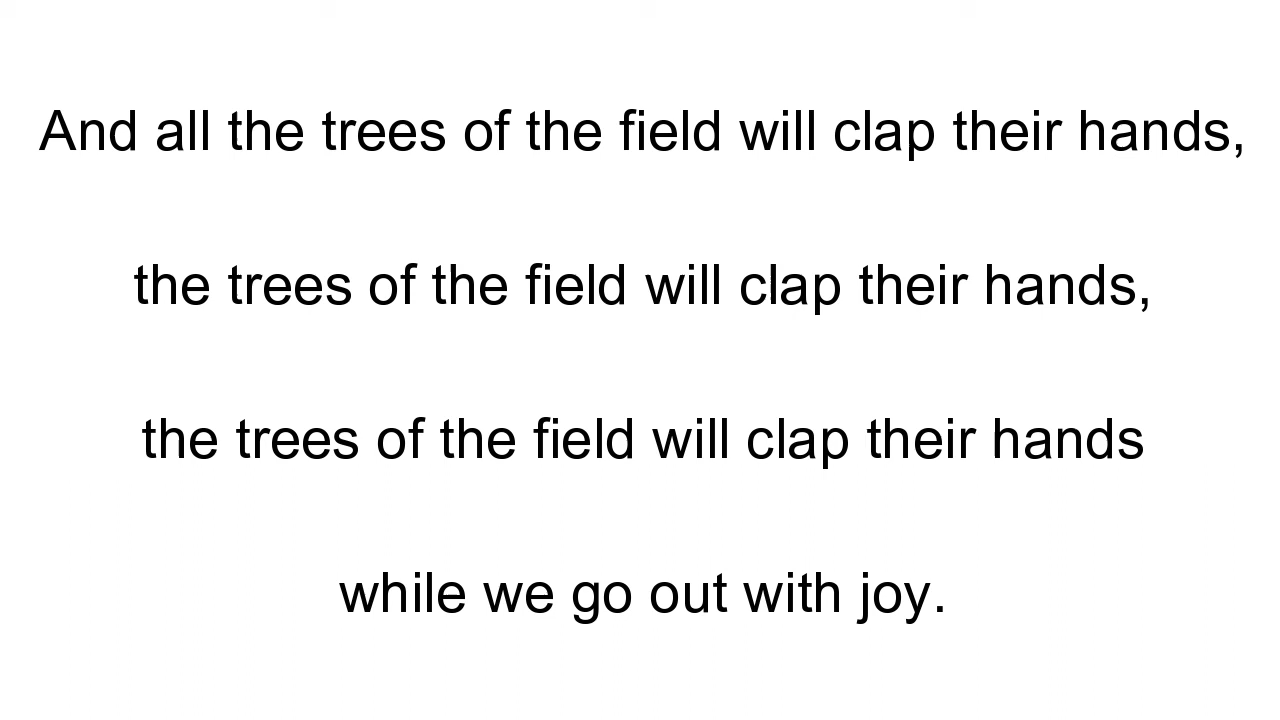 And all the trees of the field will clap their hands,
the trees of the field will clap their hands,
the trees of the field will clap their hands
while we go out with joy.